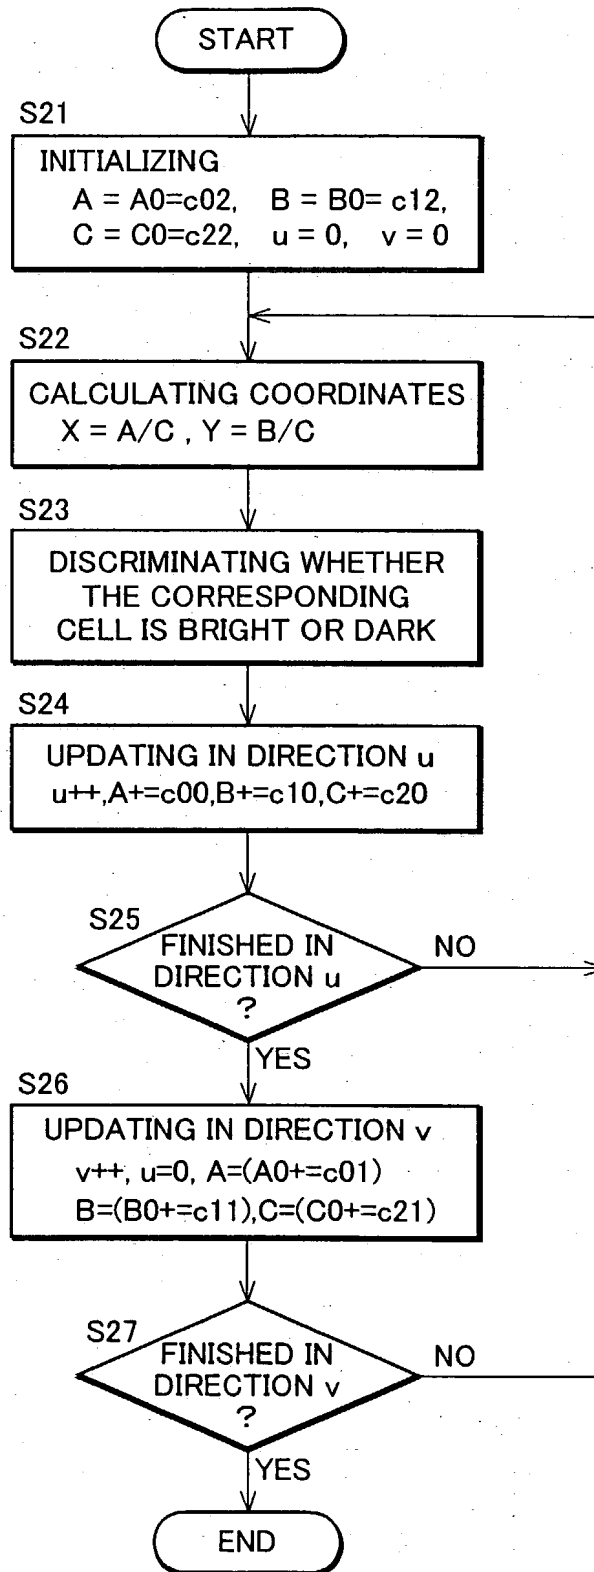 START
S21
INITIALIZING
A = A0=c02,   B = B0= c12,
C = C0=c22,   u = 0,   v = 0
S22
CALCULATING COORDINATES
X = A/C , Y = B/C
S23
DISCRIMINATING WHETHER
THE CORRESPONDING
CELL IS BRIGHT OR DARK
S24
UPDATING IN DIRECTION u
u++,A+=c00,B+=c10,C+=c20
S25
FINISHED IN
DIRECTION u
?
NO
YES
S26
UPDATING IN DIRECTION v
v++, u=0, A=(A0+=c01)
B=(B0+=c11),C=(C0+=c21)
S27
FINISHED IN
DIRECTION v
?
NO
YES
END